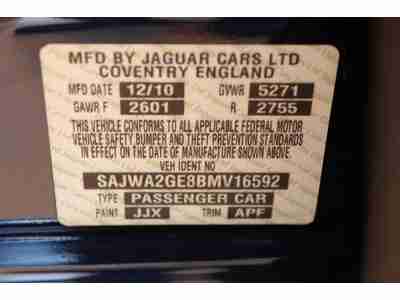 MFD BY JAGUAR CARS LTD
COVENTRY ENGLAND
MFD DATE 12/10 GVWR 5271
GAWR F 2601 R 2755
THIS VEHICLE CONFORMS TO ALL APPLICABLE FEDERAL MOTOR
VEHICLE SAFETY, BUMPER AND THEFT PREVENTION STANDARDS
IN EFFECT ON THE DATE OF MANUFACTURE SHOWN ABOVE.
VEH IDENT NO
SAJWA2GE8BMV16592
TYPE PASSENGER CAR
PAINT JJX TRIM APF